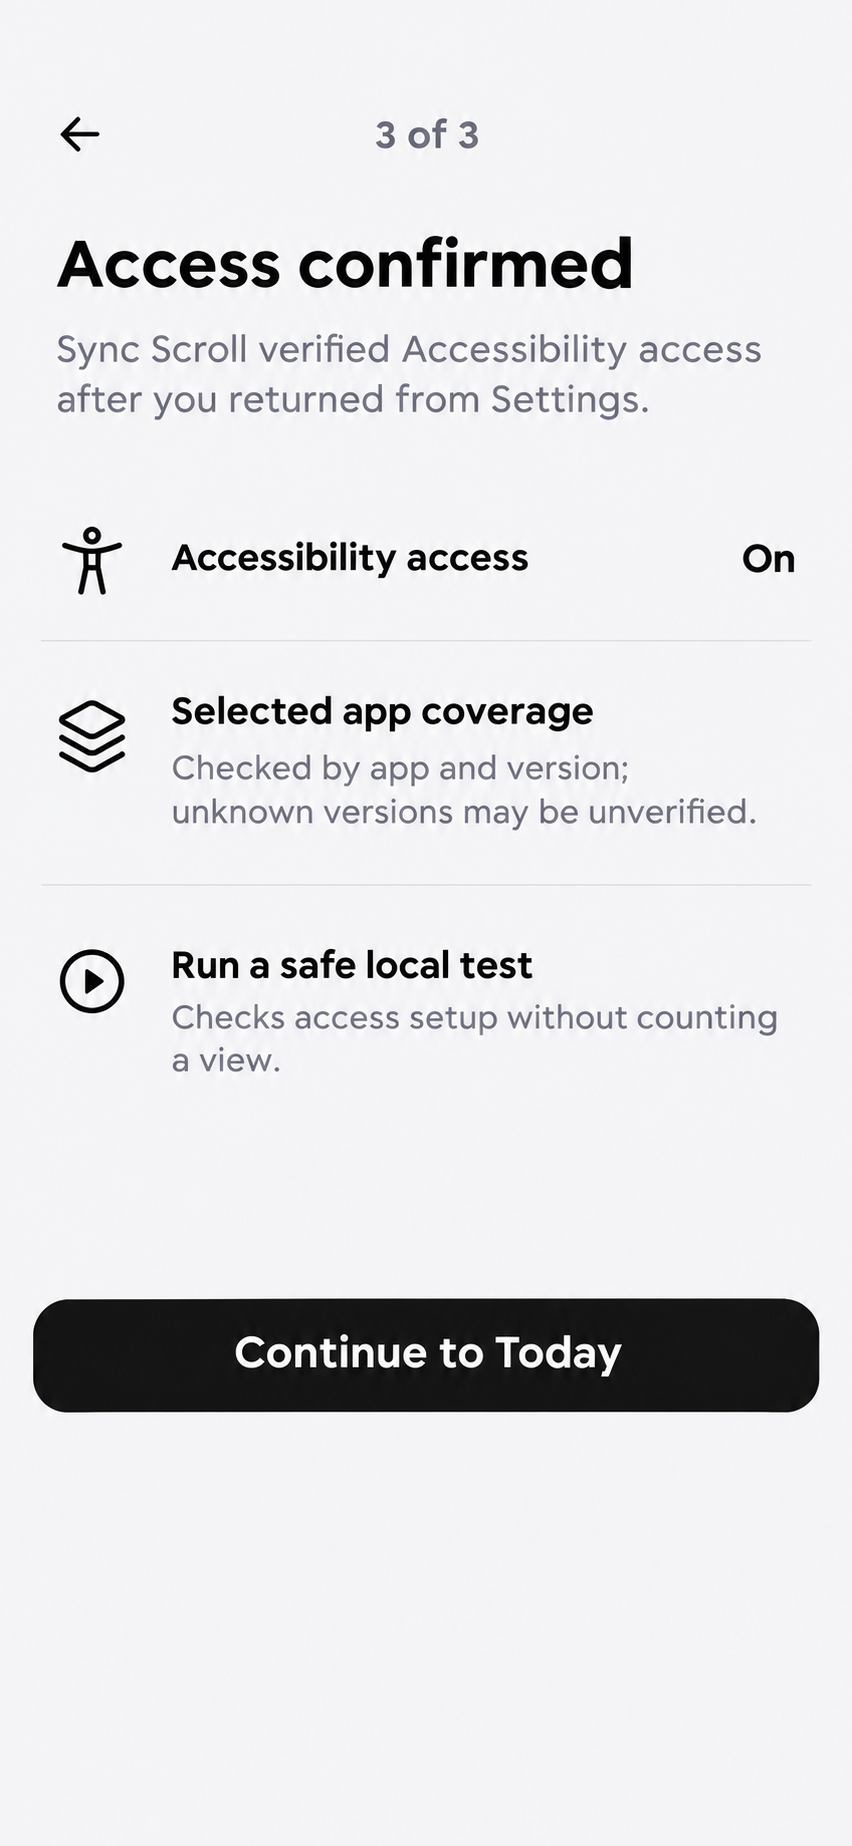 3 of 3
Access confirmed
Sync Scroll verified Accessibility access
after you returned from Settings.
Accessibility access
On
Selected app coverage
Checked by app and version;
unknown versions may be unverified.
Run a safe local test
Checks access setup without counting
a view.
Continue to Today